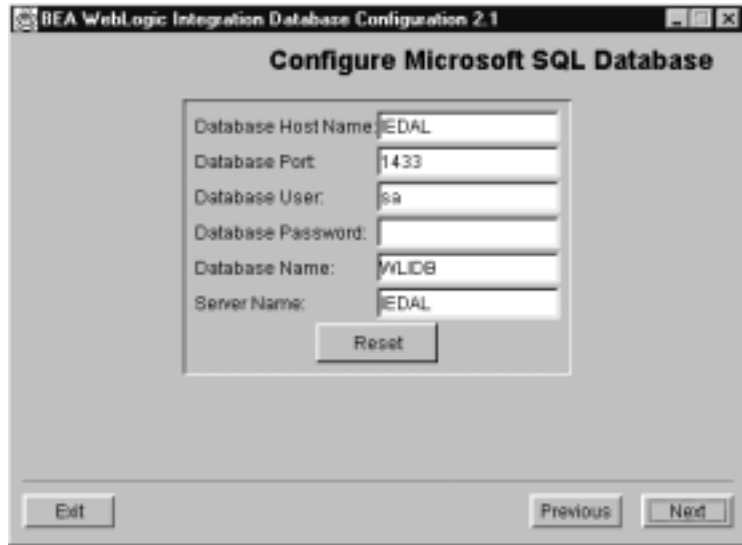 BEA WebLogic Integration Database Configuration 2.1
Configure Microsoft SQL Database
Database Host Name: IEDAL
Database Port: 1433
Database User: sa
Database Password:
Database Name: WLIDB
Server Name: IEDAL
Reset
Exit Previous Next